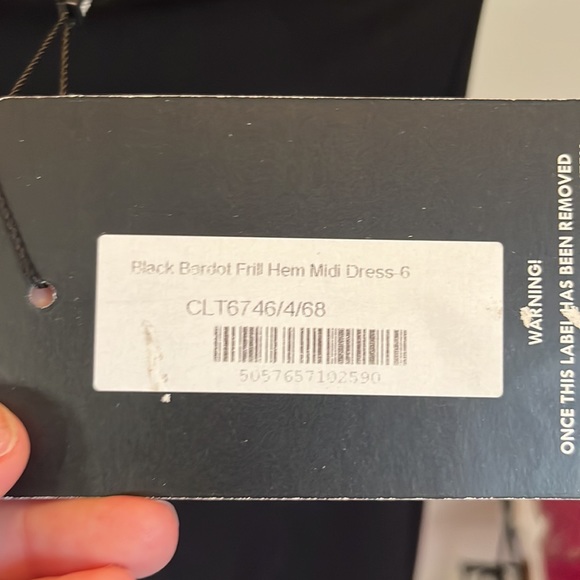 Black Bardot Frill Hem Midi Dress-6
CLT6746/4/68
5057657102590
WARNING!
ONCE THIS LABEL HAS BEEN REMOVED